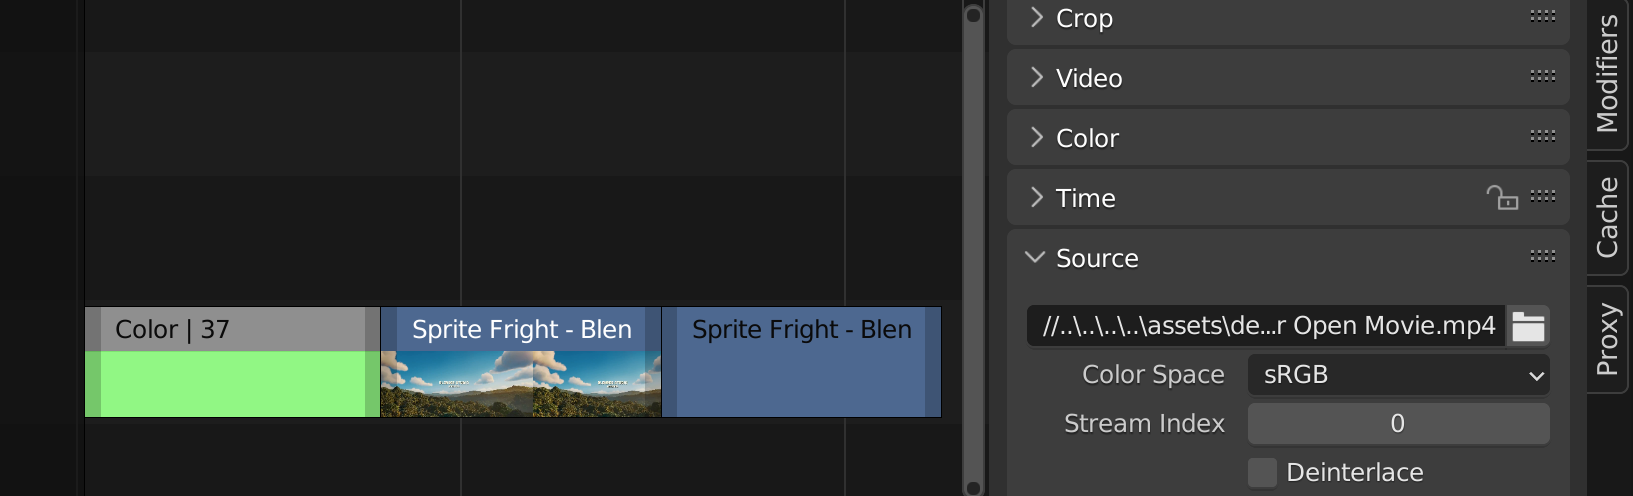 Color | 37
Sprite Fright - Blen
Sprite Fright - Blen
Crop
Video
Color
Time
Source
//..\..\..\..\assets\de...r Open Movie.mp4
Color Space
sRGB
Stream Index
0
Deinterlace
Modifiers
Cache
Proxy